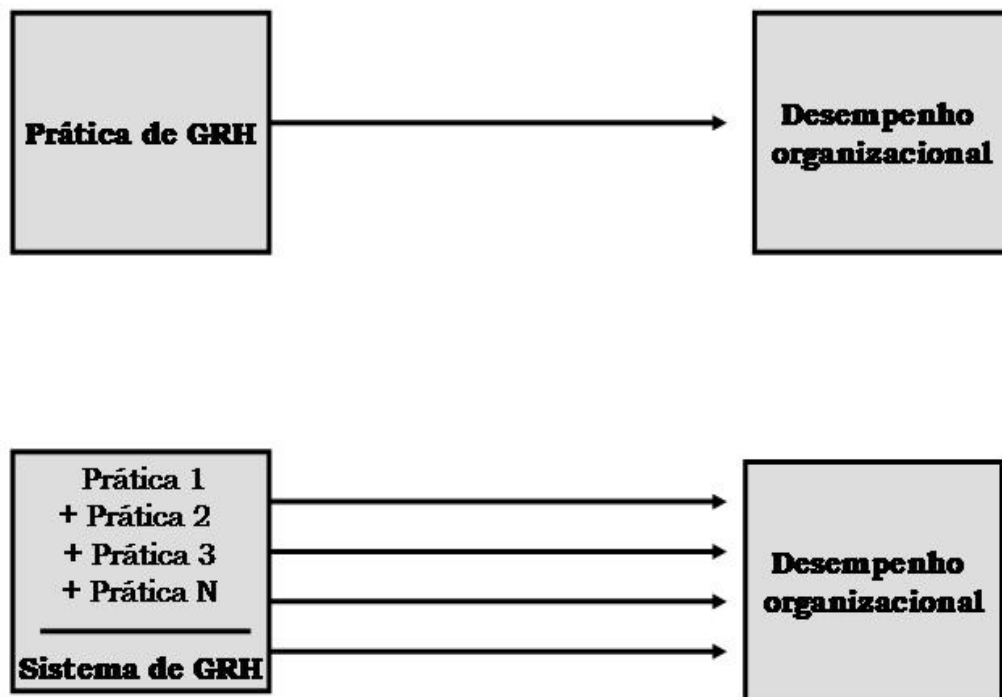 Prática de GRH
Desempenho
organizacional
Prática 1
+ Prática 2
+ Prática 3
+ Prática N
Sistema de GRH
Desempenho
organizacional